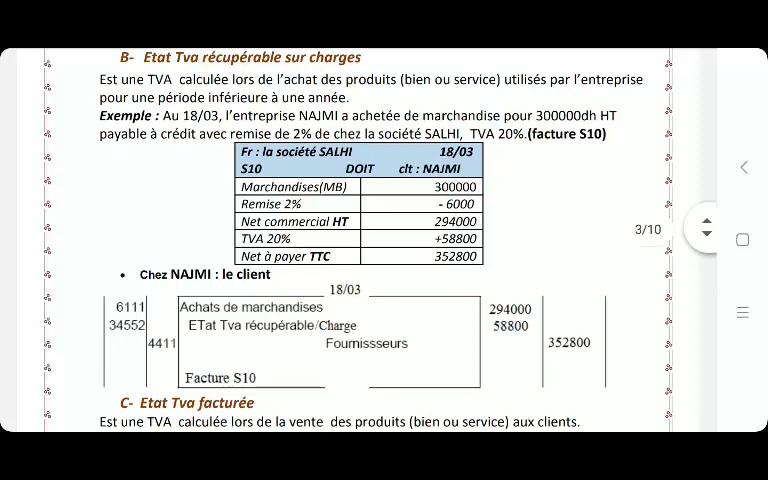 B- Etat Tva récupérable sur charges
Est une TVA calculée lors de l'achat des produits (bien ou service) utilisés par l'entreprise
pour une période inférieure à une année.
Exemple : Au 18/03, l'entreprise NAJMI a achetée de marchandise pour 300000dh HT
payable à crédit avec remise de 2% de chez la société SALHI, TVA 20%.(facture S10)
Fr : la société SALHI 18/03
S10 DOIT clt : NAJMI
Marchandises(MB) 300000
Remise 2% - 6000
Net commercial HT 294000
TVA 20% +58800
Net à payer TTC 352800
3/10
• Chez NAJMI : le client
18/03
6111 Achats de marchandises 294000
34552 ETat Tva récupérable/Charge 58800
4411 Fournissseurs 352800
Facture S10
C- Etat Tva facturée
Est une TVA calculée lors de la vente des produits (bien ou service) aux clients.